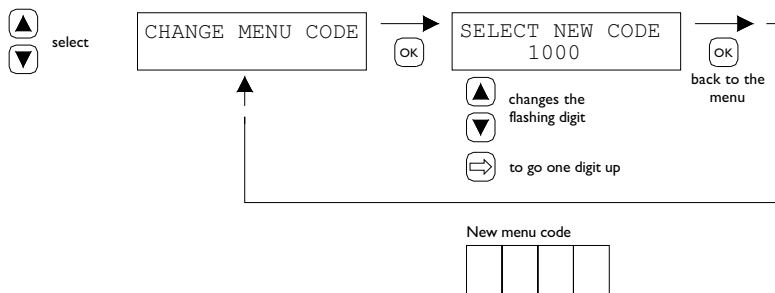 select
CHANGE MENU CODE
OK
SELECT NEW CODE
1000
OK
back to the
menu
changes the
flashing digit
to go one digit up
New menu code